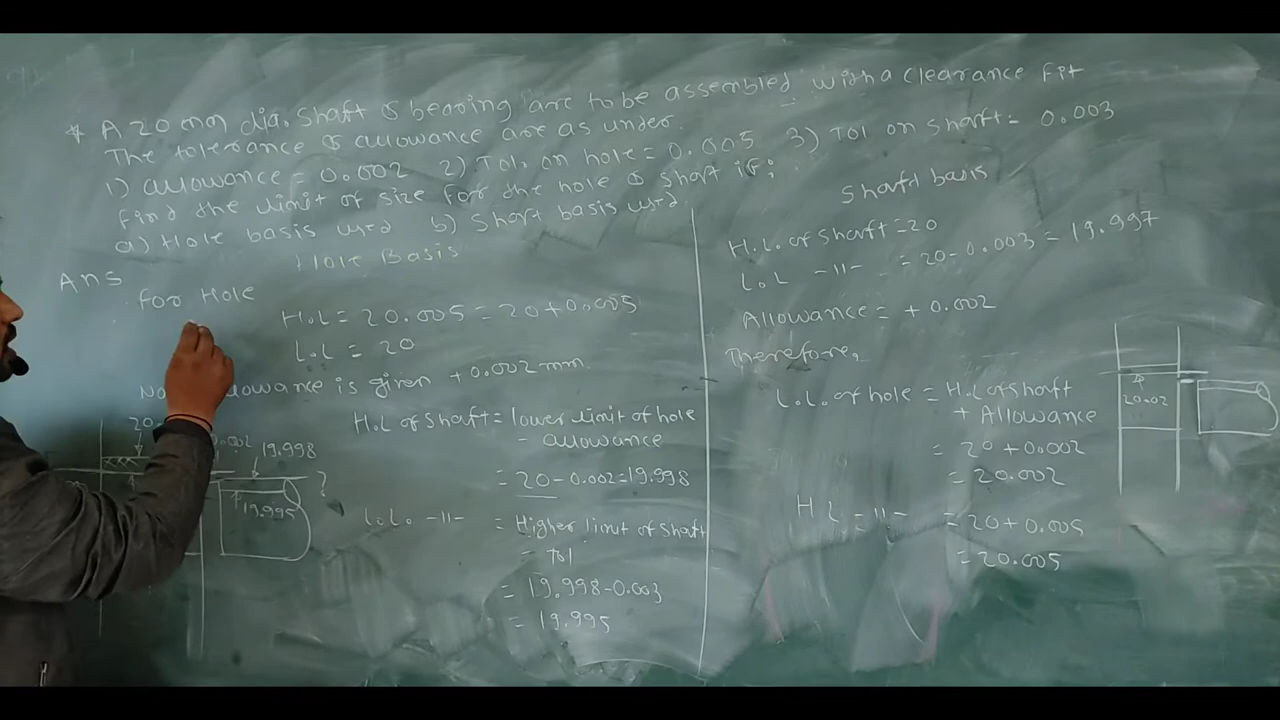 * A 20 mm dia. shaft & bearing are to be assembled with a clearance fit
The tolerance & allowance are as under.
1) allowance = 0.002 2) Tol. on hole = 0.005 3) Tol on shaft = 0.003
Find the limit of size for the hole & shaft if;
a) Hole basis used b) Shaft basis used.
Ans
Hole Basis
For Hole
H.L = 20.005 = 20+0.005
L.L = 20
allowance is given +0.002 mm
H.L of shaft = lower limit of hole
- allowance
= 20-0.002=19.998
L.L. -11- = Higher limit of shaft
- Tol
= 19.998-0.003
= 19.995
19.998
?
19.995
Shaft basis
H.L. of shaft =20
L.L -11- = 20-0.003 = 19.997
Allowance = +0.002
Therefore,
L.L. of hole = H.L of shaft
+ Allowance
= 20+0.002
= 20.002
H L. -11- = 20+0.005
= 20.005
20.02